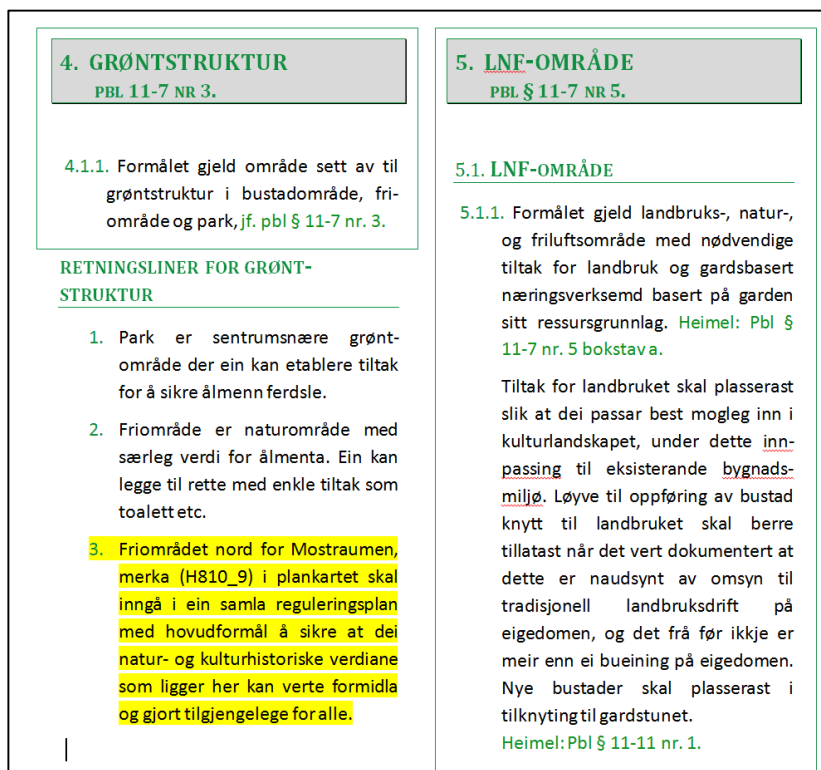 4. GRØNTSTRUKTUR
PBL 11-7 NR 3.
4.1.1. Formålet gjeld område sett av til
grøntstruktur i bustadområde, fri-
område og park, jf. pbl § 11-7 nr. 3.
RETNINGSLINER FOR GRØNT-
STRUKTUR
1. Park er sentrumsnære grønt-
område der ein kan etablere tiltak
for å sikre ålmenn ferdsle.
2. Friområde er naturområde med
særleg verdi for ålmenta. Ein kan
legge til rette med enkle tiltak som
toalett etc.
3. Friområdet nord for Mostraumen,
merka (H810_9) i plankartet skal
inngå i ein samla reguleringsplan
med hovudformål å sikre at dei
natur- og kulturhistoriske verdiane
som ligger her kan verte formidla
og gjort tilgjengelege for alle.
5. LNF-OMRÅDE
PBL § 11-7 NR 5.
5.1. LNF-OMRÅDE
5.1.1. Formålet gjeld landbruks-, natur-,
og friluftsområde med nødvendige
tiltak for landbruk og gardsbasert
næringsverksemd basert på garden
sitt ressursgrunnlag. Heimel: Pbl §
11-7 nr. 5 bokstav a.
Tiltak for landbruket skal plasserast
slik at dei passar best mogleg inn i
kulturlandskapet, under dette inn-
passing til eksisterande bygnads-
miljø. Løyve til oppføring av bustad
knytt til landbruket skal berre
tillatast når det vert dokumentert at
dette er naudsynt av omsyn til
tradisjonell landbruksdrift på
eigedomen, og det frå før ikkje er
meir enn ei bueining på eigedomen.
Nye bustader skal plasserast i
tilknyting til gardstunet.
Heimel: Pbl § 11-11 nr. 1.